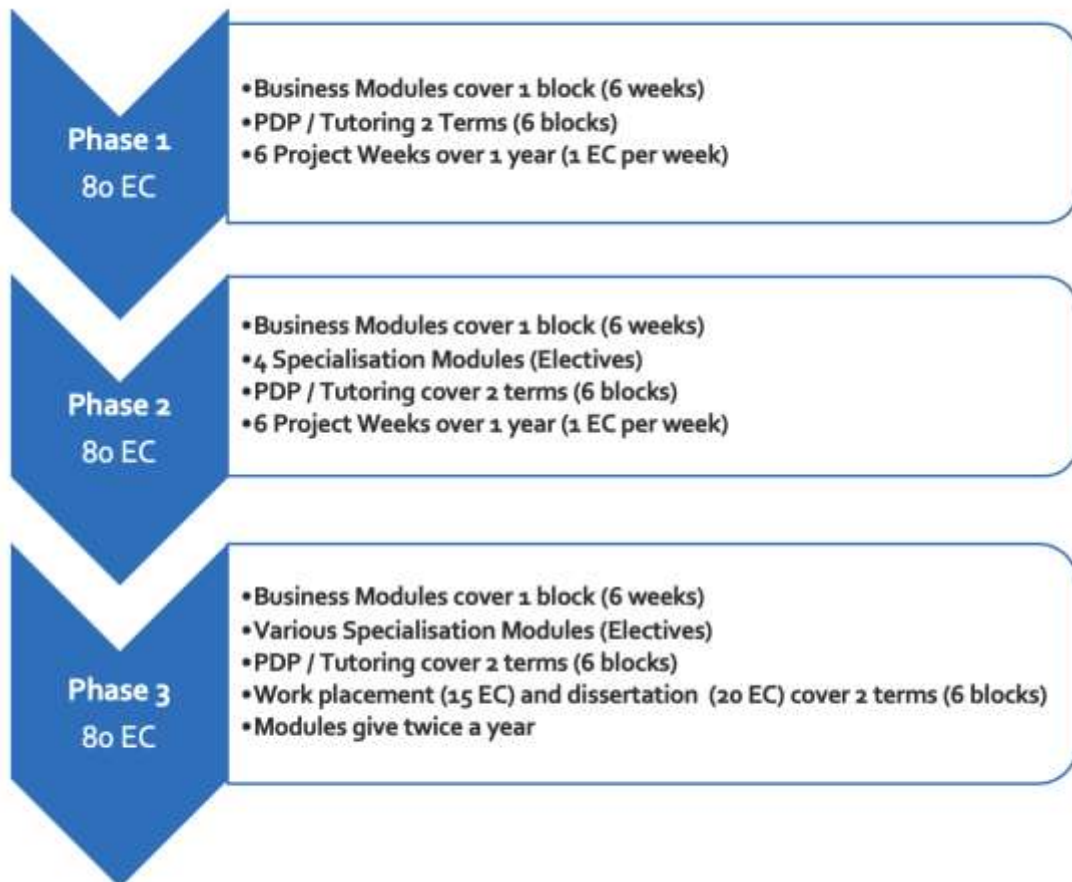 Phase 1
80 EC
•Business Modules cover 1 block (6 weeks)
•PDP / Tutoring 2 Terms (6 blocks)
•6 Project Weeks over 1 year (1 EC per week)
Phase 2
80 EC
•Business Modules cover 1 block (6 weeks)
•4 Specialisation Modules (Electives)
•PDP / Tutoring cover 2 terms (6 blocks)
•6 Project Weeks over 1 year (1 EC per week)
Phase 3
80 EC
•Business Modules cover 1 block (6 weeks)
•Various Specialisation Modules (Electives)
•PDP / Tutoring cover 2 terms (6 blocks)
•Work placement (15 EC) and dissertation (20 EC) cover 2 terms (6 blocks)
•Modules give twice a year